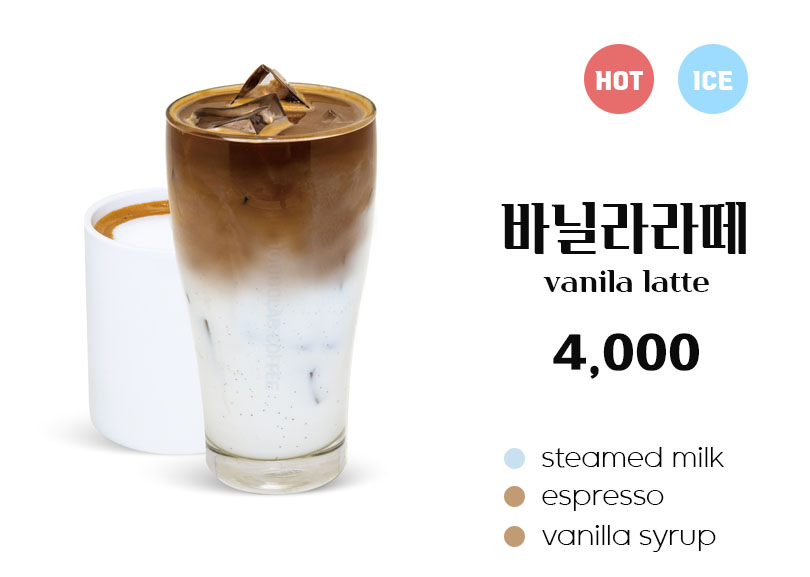 HOT ICE
바닐라라떼
vanila latte
4,000
steamed milk
espresso
vanilla syrup